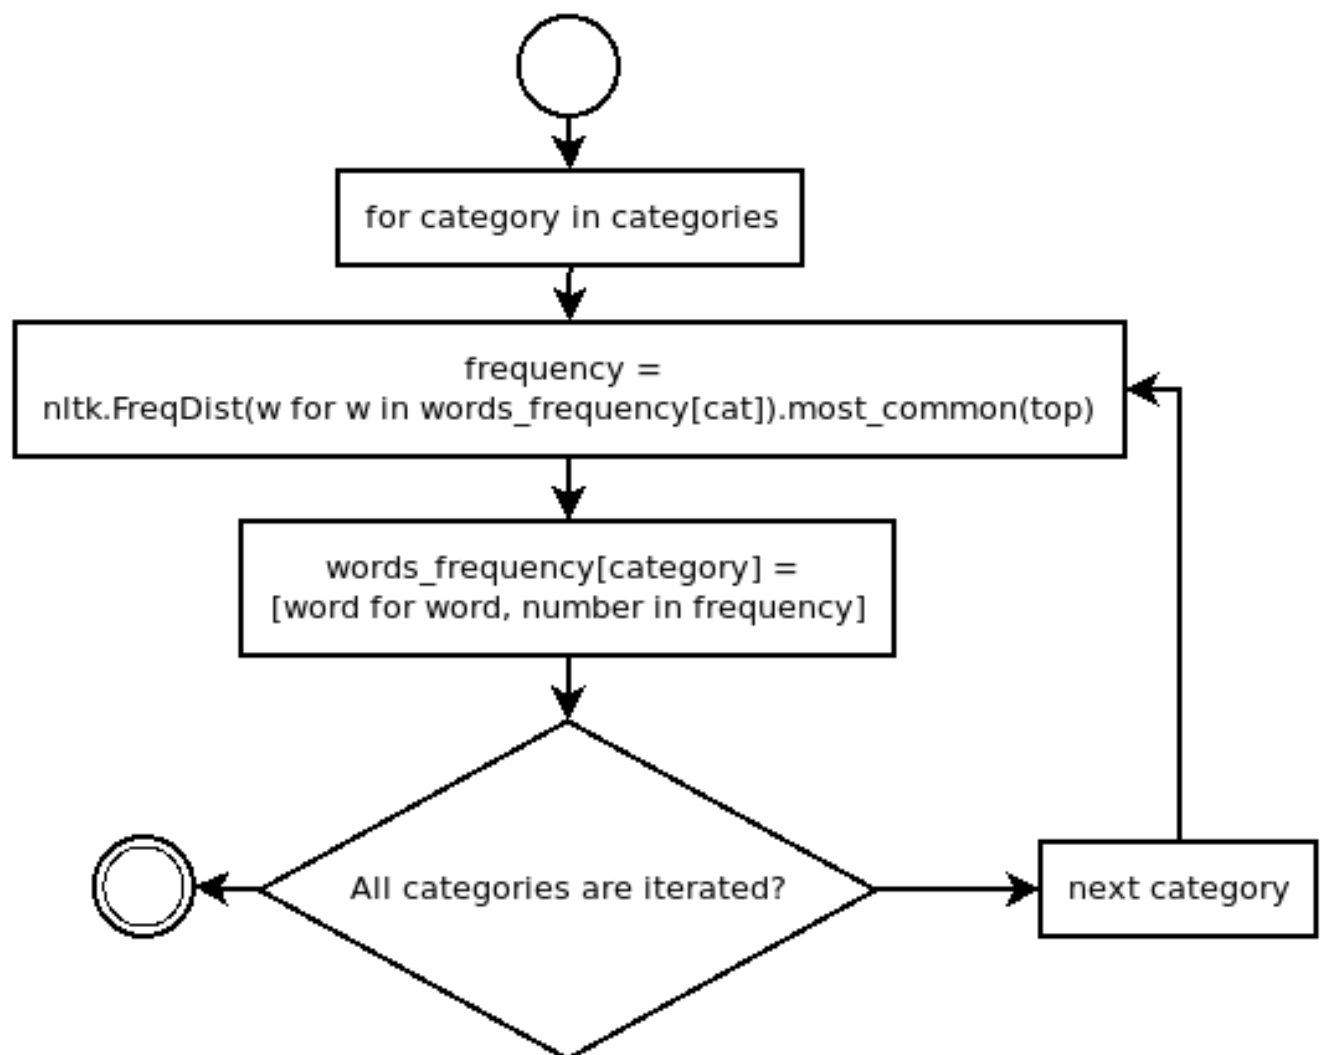 for category in categories
frequency =
nltk.FreqDist(w for w in words_frequency[cat]).most_common(top)
words_frequency[category] =
[word for word, number in frequency]
All categories are iterated?
next category